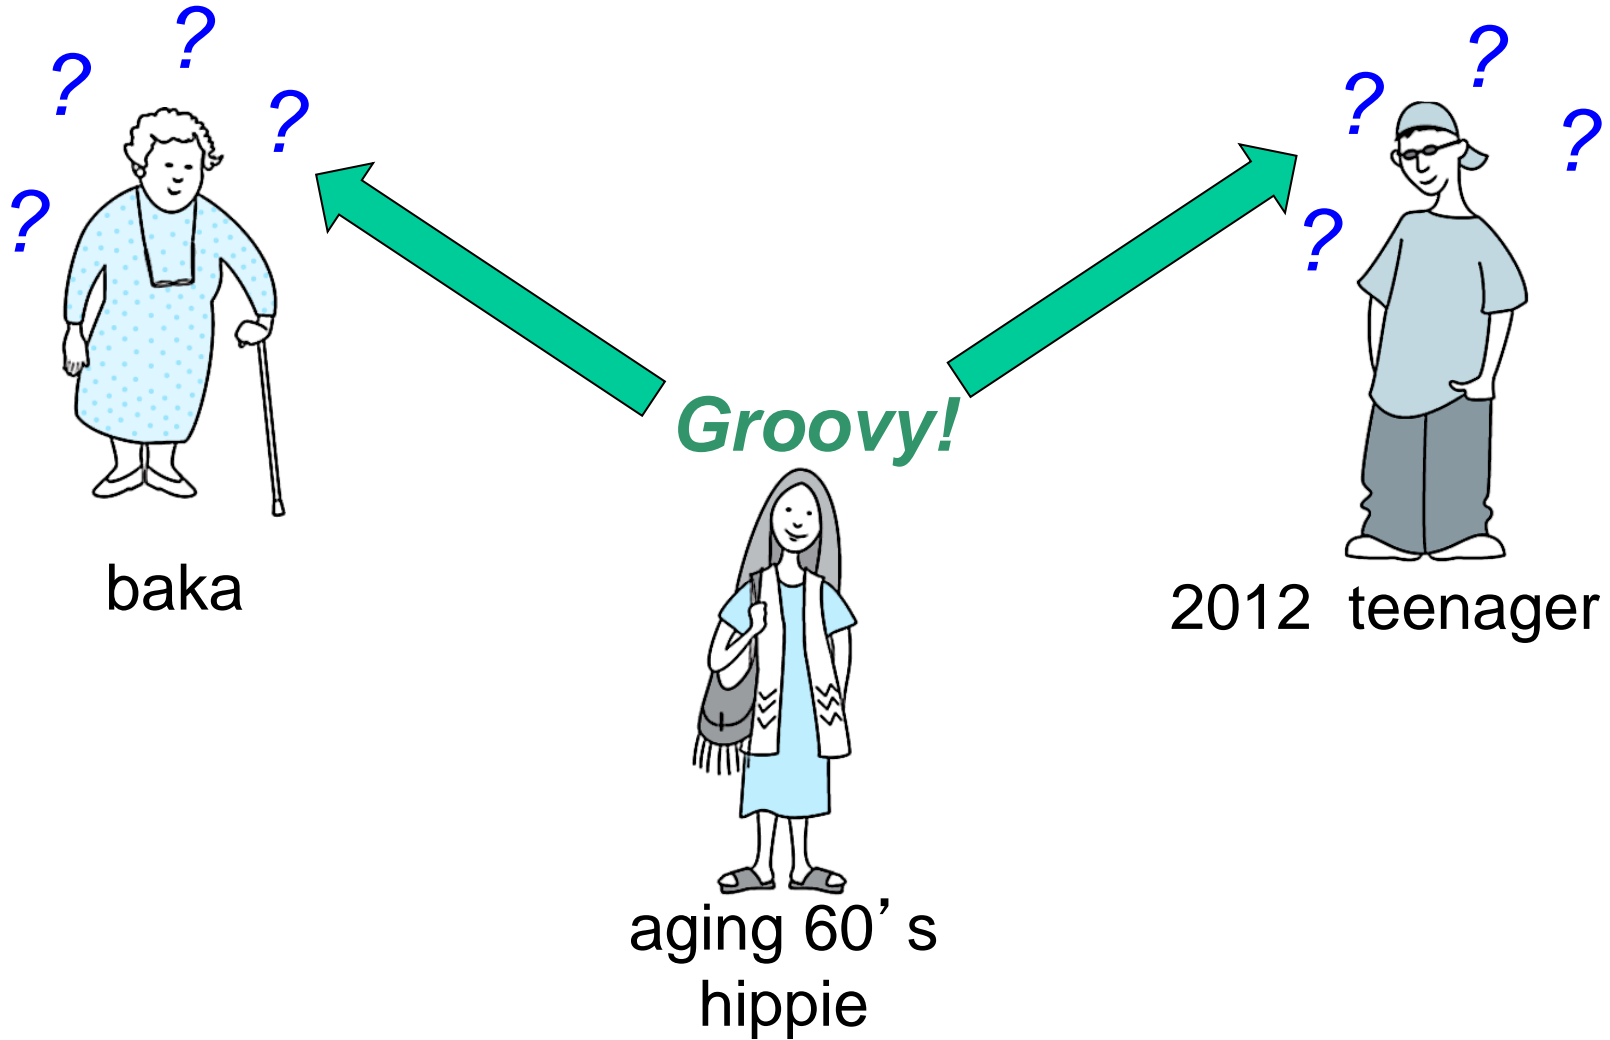 ? ? ? ?
? ? ? ?
Groovy!
baka
2012 teenager
aging 60’s
hippie